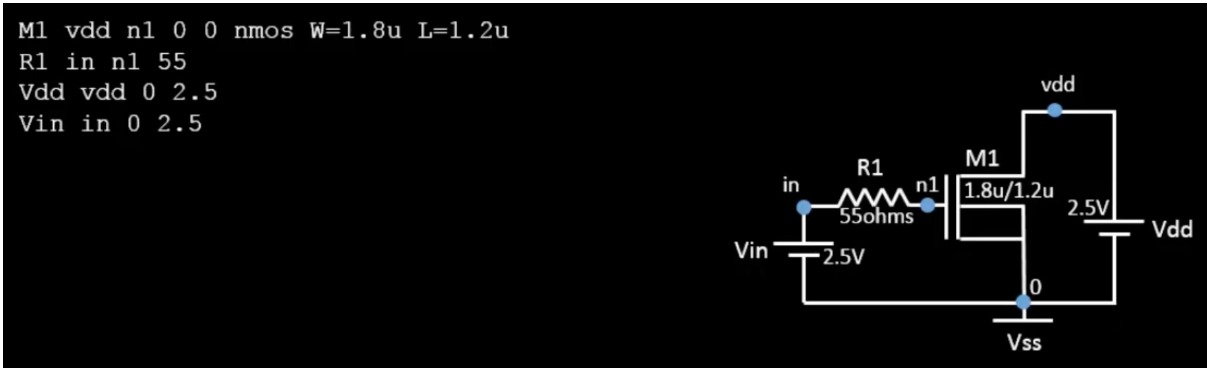 M1 vdd n1 0 0 nmos W=1.8u L=1.2u
R1 in n1 55
Vdd vdd 0 2.5
Vin in 0 2.5
vdd
M1
R1
in
n1
1.8u/1.2u
55ohms
2.5V
Vdd
Vin
2.5V
0
Vss